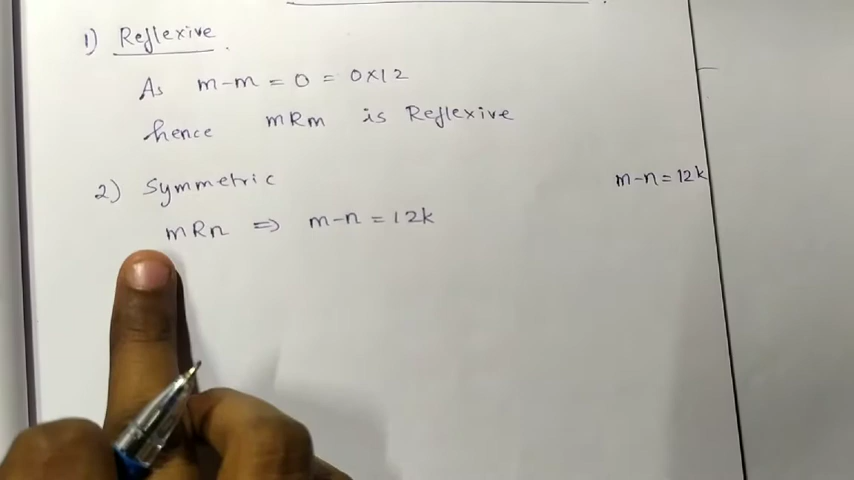 1) Reflexive .
As m-m = 0 = 0×12
hence mRm is Reflexive
2) Symmetric
m-n = 12k
mRn ⇒ m-n = 12k